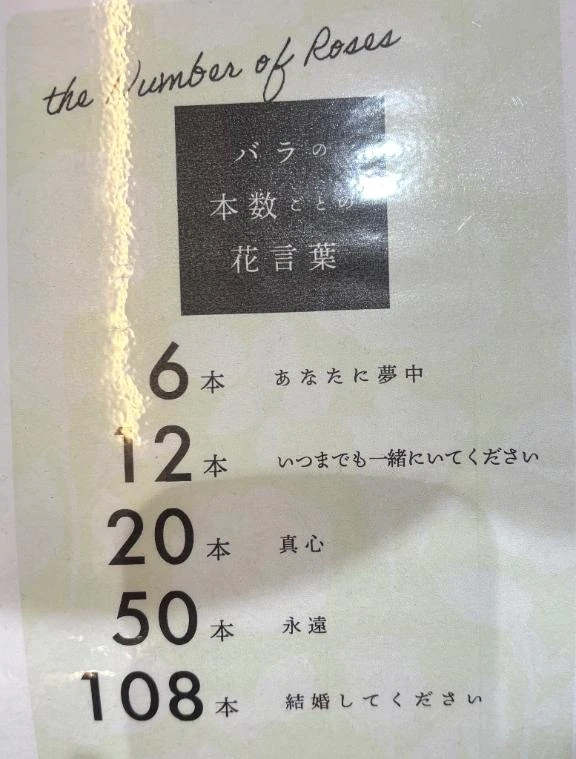 the Number of Roses
バラの
本数ごとの
花言葉
6本 あなたに夢中
12本 いつまでも一緒にいてください
20本 真心
50本 永遠
108本 結婚してください